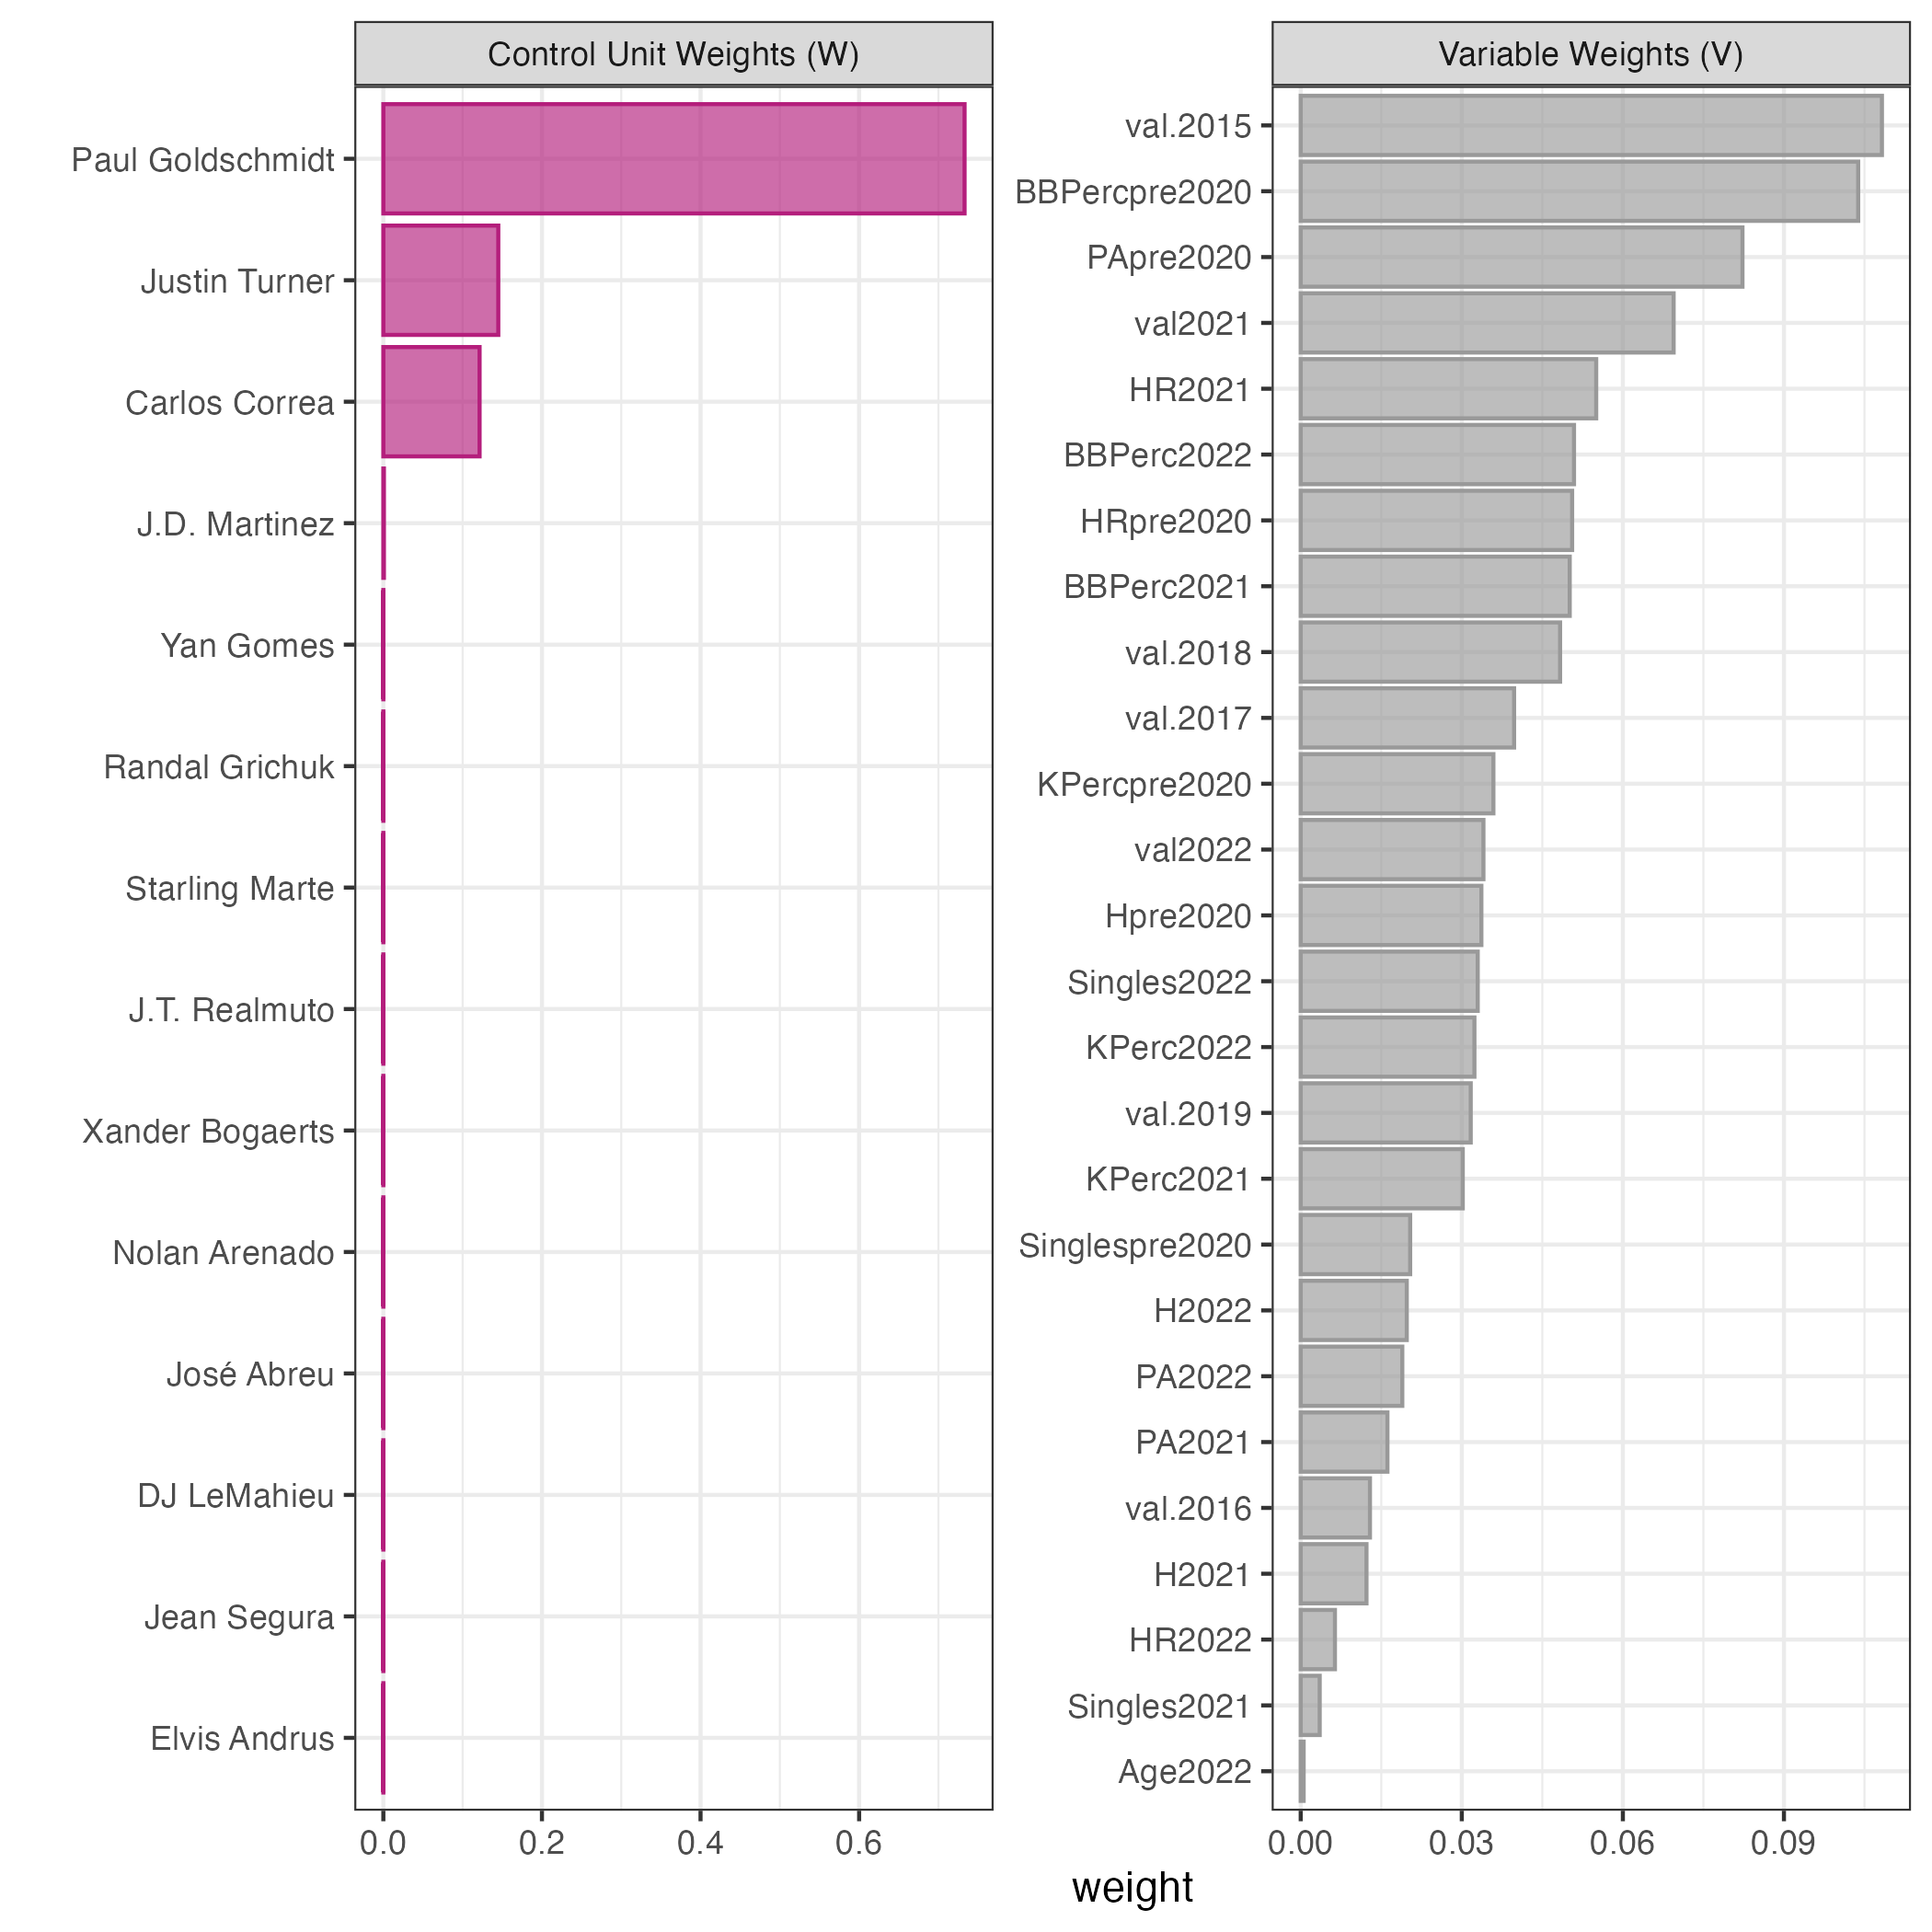 Control Unit Weights (W)
Paul Goldschmidt
Justin Turner
Carlos Correa
J.D. Martinez
Yan Gomes
Randal Grichuk
Starling Marte
J.T. Realmuto
Xander Bogaerts
Nolan Arenado
José Abreu
DJ LeMahieu
Jean Segura
Elvis Andrus
0.0 0.2 0.4 0.6
Variable Weights (V)
val.2015
BBPercpre2020
PApre2020
val2021
HR2021
BBPerc2022
HRpre2020
BBPerc2021
val.2018
val.2017
KPercpre2020
val2022
Hpre2020
Singles2022
KPerc2022
val.2019
KPerc2021
Singlespre2020
H2022
PA2022
PA2021
val.2016
H2021
HR2022
Singles2021
Age2022
0.00 0.03 0.06 0.09
weight